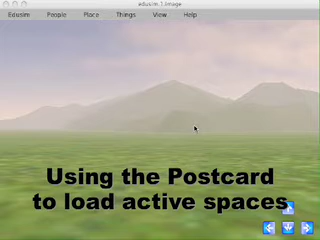 edusim.1.image
Edusim People Place Things View Help
Using the Postcard
to load active spaces